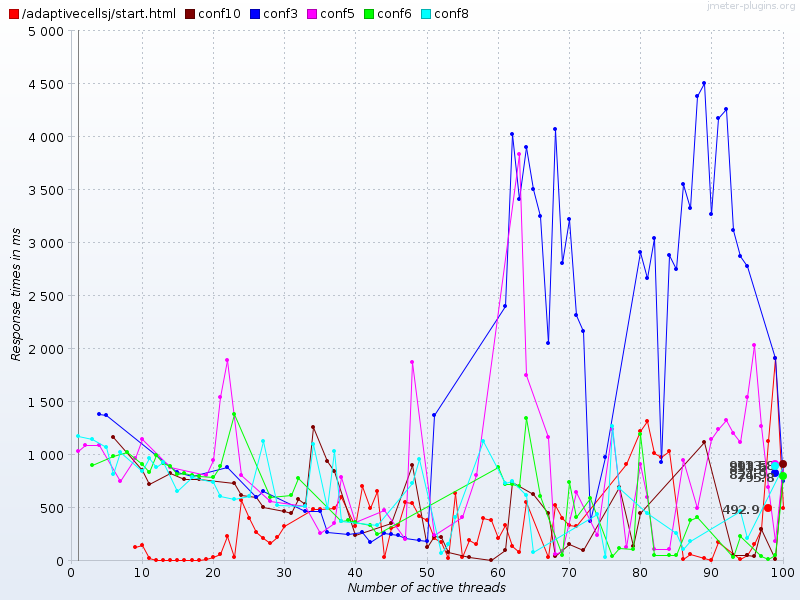 /adaptivecellsj/start.html conf10 conf3 conf5 conf6 conf8
jmeter-plugins.org
5 000
4 500
4 000
3 500
3 000
2 500
2 000
1 500
1 000
500
0
Response times in ms
795.8
492.9
0 10 20 30 40 50 60 70 80 90 100
Number of active threads